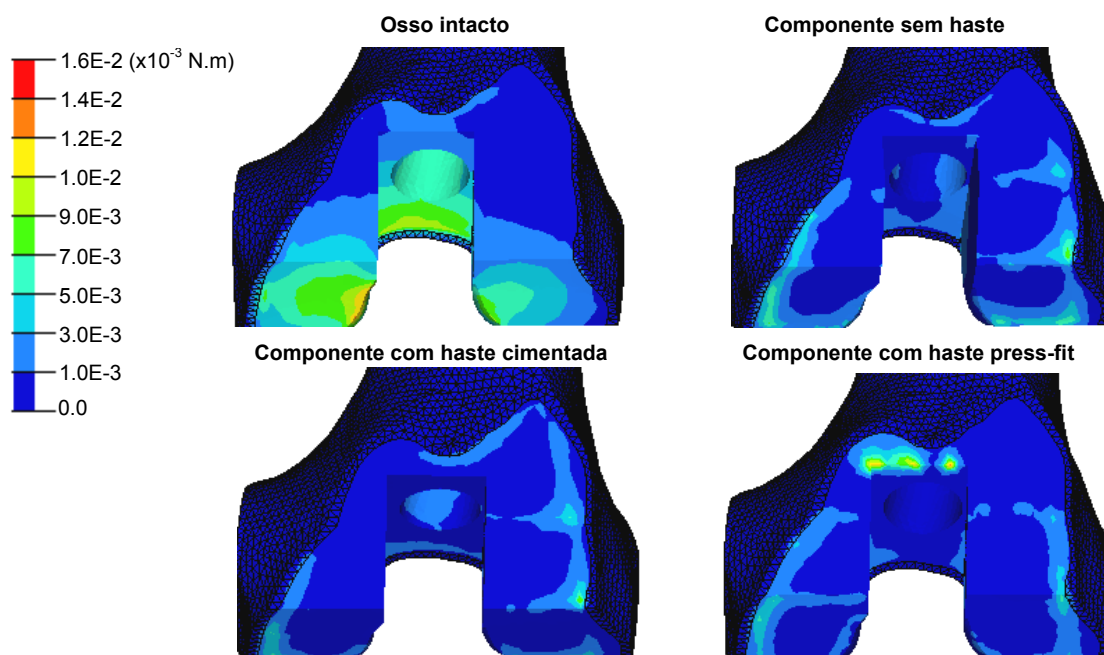 Osso intacto
Componente sem haste
1.6E-2 (x10⁻³ N.m)
1.4E-2
1.2E-2
1.0E-2
9.0E-3
7.0E-3
5.0E-3
3.0E-3
1.0E-3
0.0
Componente com haste cimentada
Componente com haste press-fit